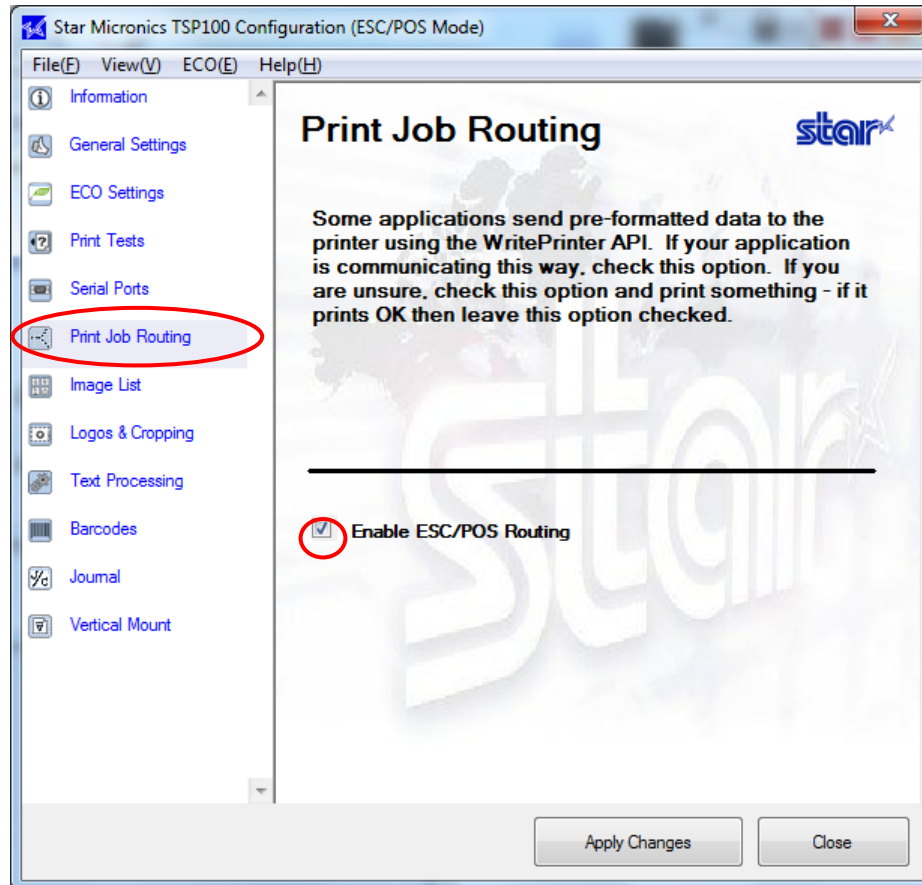 Star Micronics TSP100 Configuration (ESC/POS Mode)
File(F) View(V) ECO(E) Help(H)
Information
General Settings
ECO Settings
Print Tests
Serial Ports
Print Job Routing
Image List
Logos & Cropping
Text Processing
Barcodes
Journal
Vertical Mount
Print Job Routing
star
Some applications send pre-formatted data to the
printer using the WritePrinter API. If your application
is communicating this way, check this option. If you
are unsure, check this option and print something - if it
prints OK then leave this option checked.
star
Enable ESC/POS Routing
Apply Changes
Close